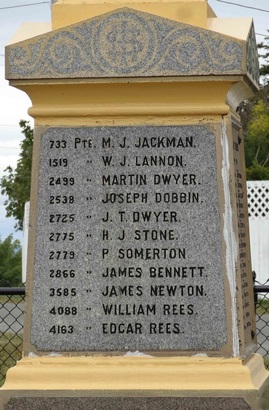 733 Pte. M. J. JACKMAN.
1519 " W. J. LANNON.
2499 " MARTIN DWYER.
2538 " JOSEPH DOBBIN.
2725 " J. T. DWYER.
2775 " H. J STONE.
2779 " P. SOMERTON
2866 " JAMES BENNETT.
3585 " JAMES NEWTON.
4088 " WILLIAM REES.
4163 " EDGAR REES.